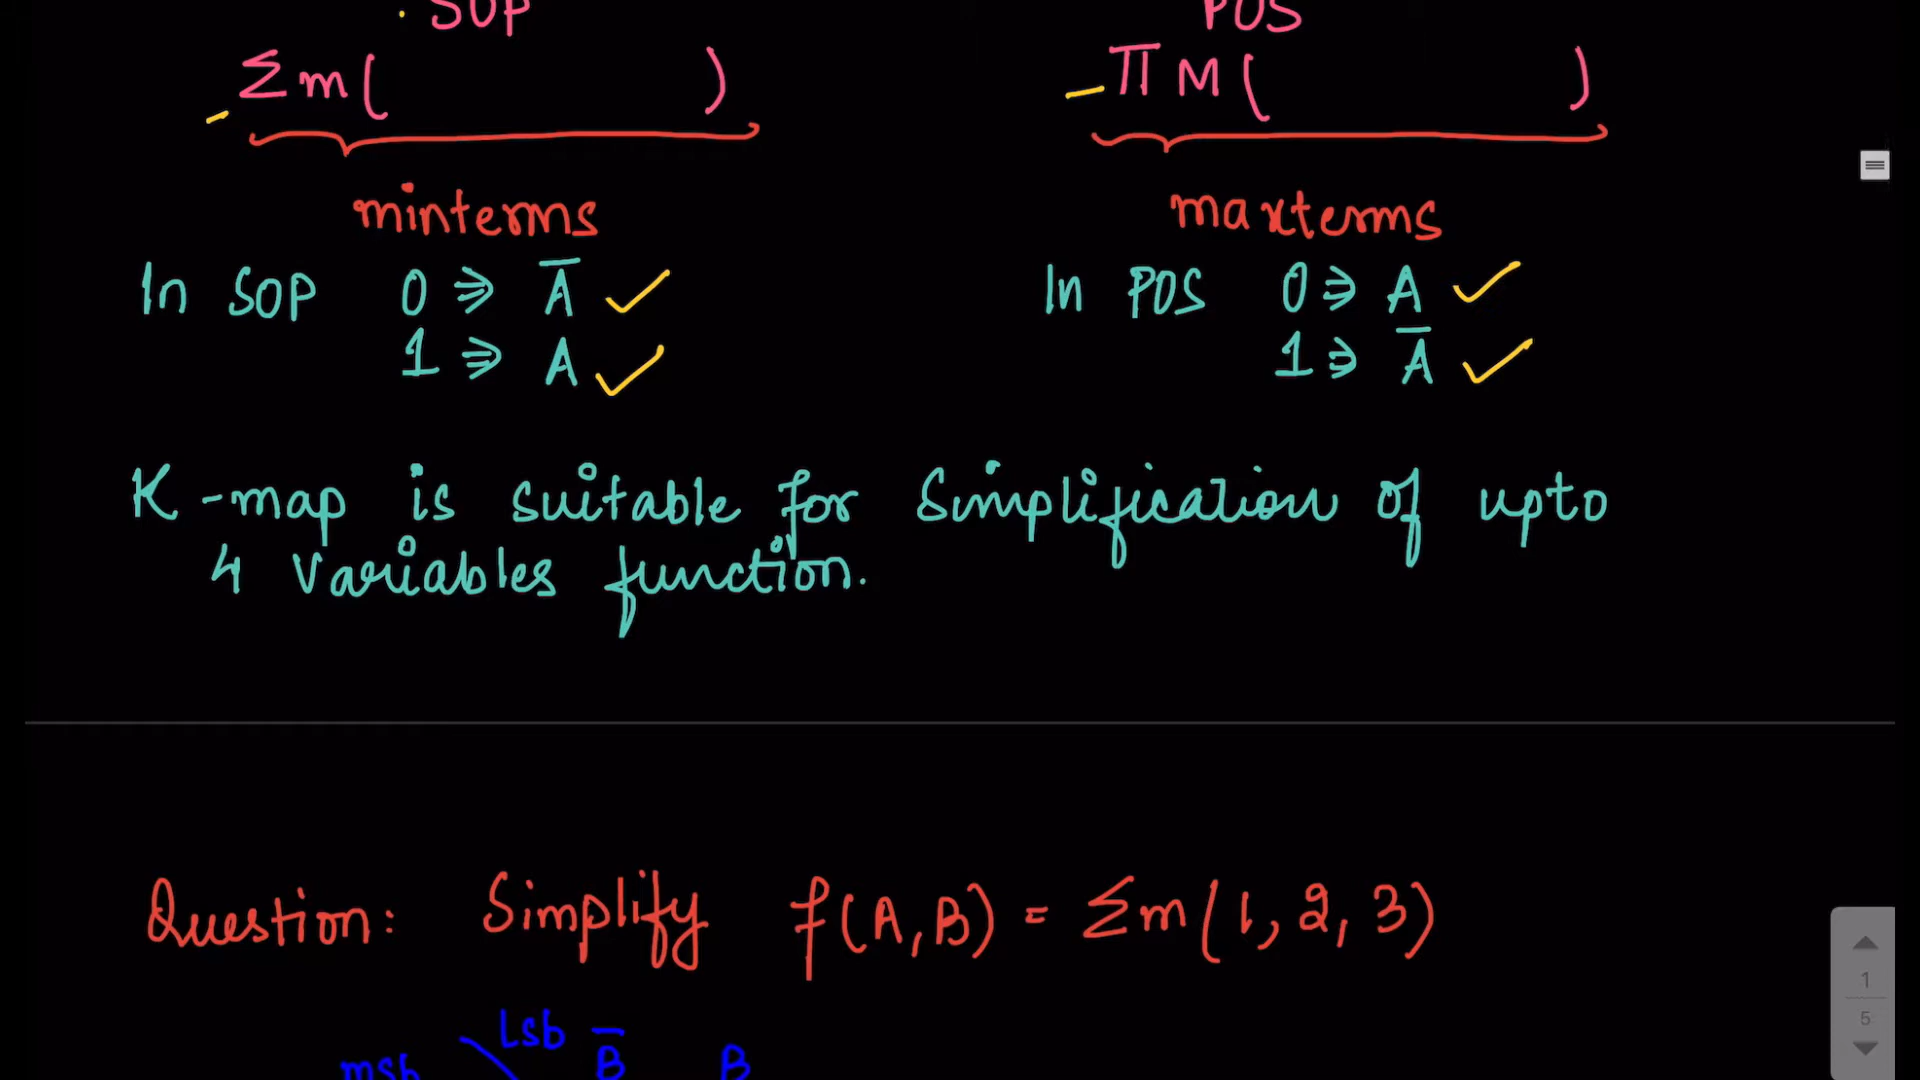 SOP POS
Σm( ) ΠM( )
minterms maxterms
In SOP 0 ⇒ A̅ ✓ In POS 0 ⇒ A ✓
1 ⇒ A ✓ 1 ⇒ A̅ ✓
K-map is suitable for Simplification of upto
4 variables function.
Question: Simplify f(A,B) = Σm(1,2,3)
Lsb B̅ B
msb
1
5